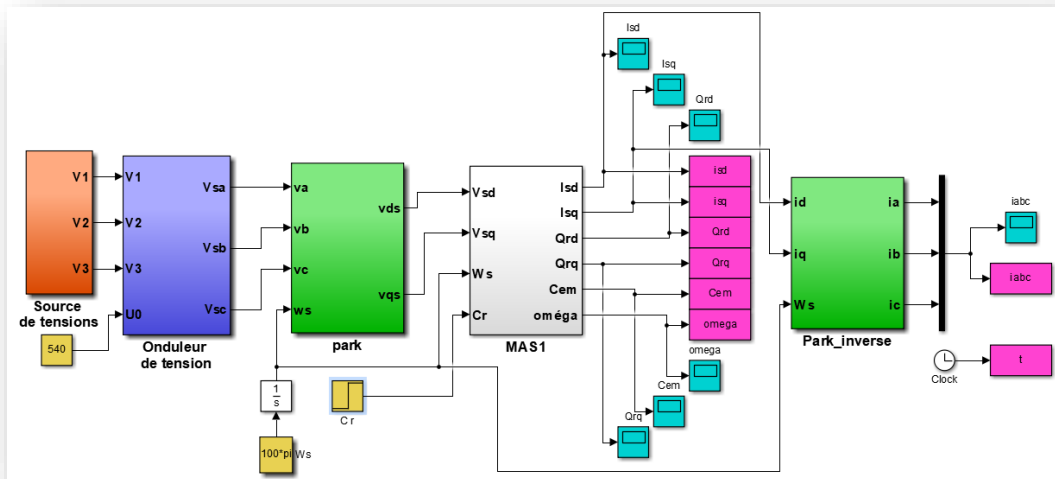 V1
V2
V3
Source
de tensions
540
V1
V2
V3
U0
Vsa
Vsb
Vsc
Onduleur
de tension
va
vb
vc
ws
vds
vqs
park
1
s
100*pi
Ws
Cr
Vsd
Vsq
Ws
Cr
Isd
Isq
Qrd
Qrq
Cem
oméga
MAS1
Isd
Isq
Qrd
isd
isq
Qrd
Qrq
Cem
omega
omega
Cem
Qrq
id
iq
Ws
ia
ib
ic
Park_inverse
iabc
iabc
Clock
t